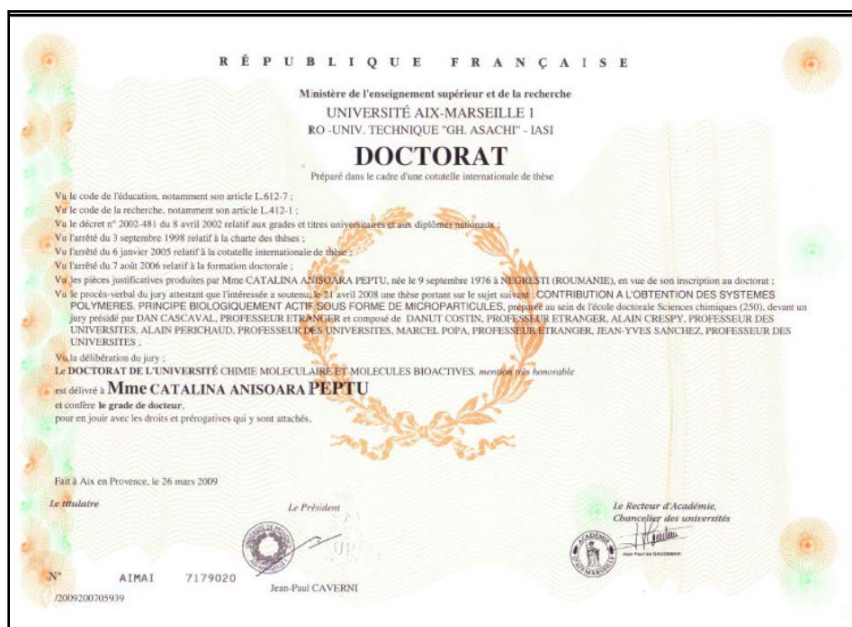 RÉPUBLIQUE FRANÇAISE
Ministère de l'enseignement supérieur et de la recherche
UNIVERSITÉ AIX-MARSEILLE 1
RO -UNIV. TECHNIQUE "GH. ASACHI" - IASI
DOCTORAT
Préparé dans le cadre d'une cotutelle internationale de thèse
Vu le code de l'éducation, notamment son article L.612-7 ;
Vu le code de la recherche, notamment son article L.412-1 ;
Vu le décret n° 2002-481 du 8 avril 2002 relatif aux grades et titres universitaires et aux diplômes nationaux ;
Vu l'arrêté du 3 septembre 1998 relatif à la charte des thèses ;
Vu l'arrêté du 6 janvier 2005 relatif à la cotutelle internationale de thèse ;
Vu l'arrêté du 7 août 2006 relatif à la formation doctorale ;
Vu les pièces justificatives produites par Mme CATALINA ANISOARA PEPTU, née le 9 septembre 1976 à NEGRESTI (ROUMANIE), en vue de son inscription au doctorat ;
Vu le procès-verbal du jury attestant que l'intéressée a soutenu le 21 avril 2008 une thèse portant sur le sujet suivant : CONTRIBUTION A L'OBTENTION DES SYSTEMES
POLYMERES. PRINCIPE BIOLOGIQUEMENT ACTIF SOUS FORME DE MICROPARTICULES, préparée au sein de l'école doctorale Sciences chimiques (250), devant un
jury présidé par DAN CASCAVAL, PROFESSEUR ETRANGER et composé de DANUT COSTIN, PROFESSEUR ETRANGER, ALAIN CRESPY, PROFESSEUR DES
UNIVERSITES, ALAIN PERICHAUD, PROFESSEUR DES UNIVERSITES, MARCEL POPA, PROFESSEUR ETRANGER, JEAN-YVES SANCHEZ, PROFESSEUR DES
UNIVERSITES ;
Vu la délibération du jury ;
Le DOCTORAT DE L'UNIVERSITÉ CHIMIE MOLECULAIRE ET MOLECULES BIOACTIVES, mention très honorable
est délivré à Mme CATALINA ANISOARA PEPTU
et confère le grade de docteur,
pour en jouir avec les droits et prérogatives qui y sont attachés.
Fait à Aix en Provence, le 26 mars 2009
Le titulaire
Le Président
Le Recteur d'Académie,
Chancelier des universités
Jean-Paul de GAUDEMAR
Jean-Paul CAVERNI
N° AIMAI 7179020
/2009200705939